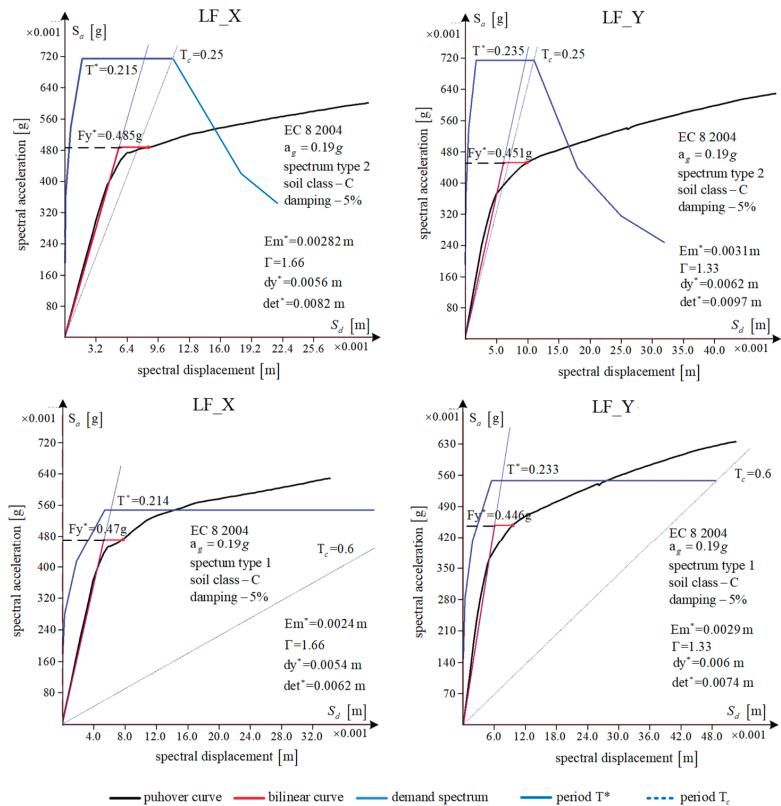 LF_X
Sa [g]
×0.001
720
640
560
480
400
320
240
160
80
spectral acceleration [g]
T*=0.215
Tc=0.25
Fy*=0.485g
EC 8 2004
ag=0.19g
spectrum type 2
soil class – C
damping – 5%
Em*=0.00282 m
Γ=1.66
dy*=0.0056 m
det*=0.0082 m
Sd [m]
3.2 6.4 9.6 12.8 16.0 19.2 22.4 25.6 ×0.001
spectral displacement [m]
LF_Y
Sa [g]
×0.001
720
640
560
480
400
320
240
160
80
spectral acceleration [g]
T*=0.235
Tc=0.25
Fy*=0.451g
EC 8 2004
ag=0.19g
spectrum type 2
soil class – C
damping – 5%
Em*=0.0031m
Γ=1.33
dy*=0.0062 m
det*=0.0097 m
Sd [m]
5.0 10.0 15.0 20.0 25.0 30.0 35.0 40.0 ×0.001
spectral displacement [m]
LF_X
Sa [g]
×0.001
720
640
560
480
400
320
240
160
80
spectral acceleration [g]
T*=0.214
Fy*=0.47g
EC 8 2004
ag=0.19g
spectum type 1
soil class – C
damping – 5%
Tc=0.6
Em*=0.0024 m
Γ=1.66
dy*=0.0054 m
det*=0.0062 m
Sd [m]
4.0 8.0 12.0 16.0 20.0 24.0 28.0 32.0 ×0.001
spectral displacement [m]
LF_Y
Sa [g]
×0.001
630
560
490
420
350
280
210
140
70
spectral acceleration [g]
T*=0.233
Tc=0.6
Fy*=0.446g
EC 8 2004
ag=0.19g
spectrum type 1
soil class – C
damping – 5%
Em*=0.0029 m
Γ=1.33
dy*=0.006 m
det*=0.0074 m
Sd [m]
6.0 12.0 18.0 24.0 30.0 36.0 42.0 48.0 ×0.001
spectral displacement [m]
puhover curve bilinear curve demand spectrum period T* period Tc